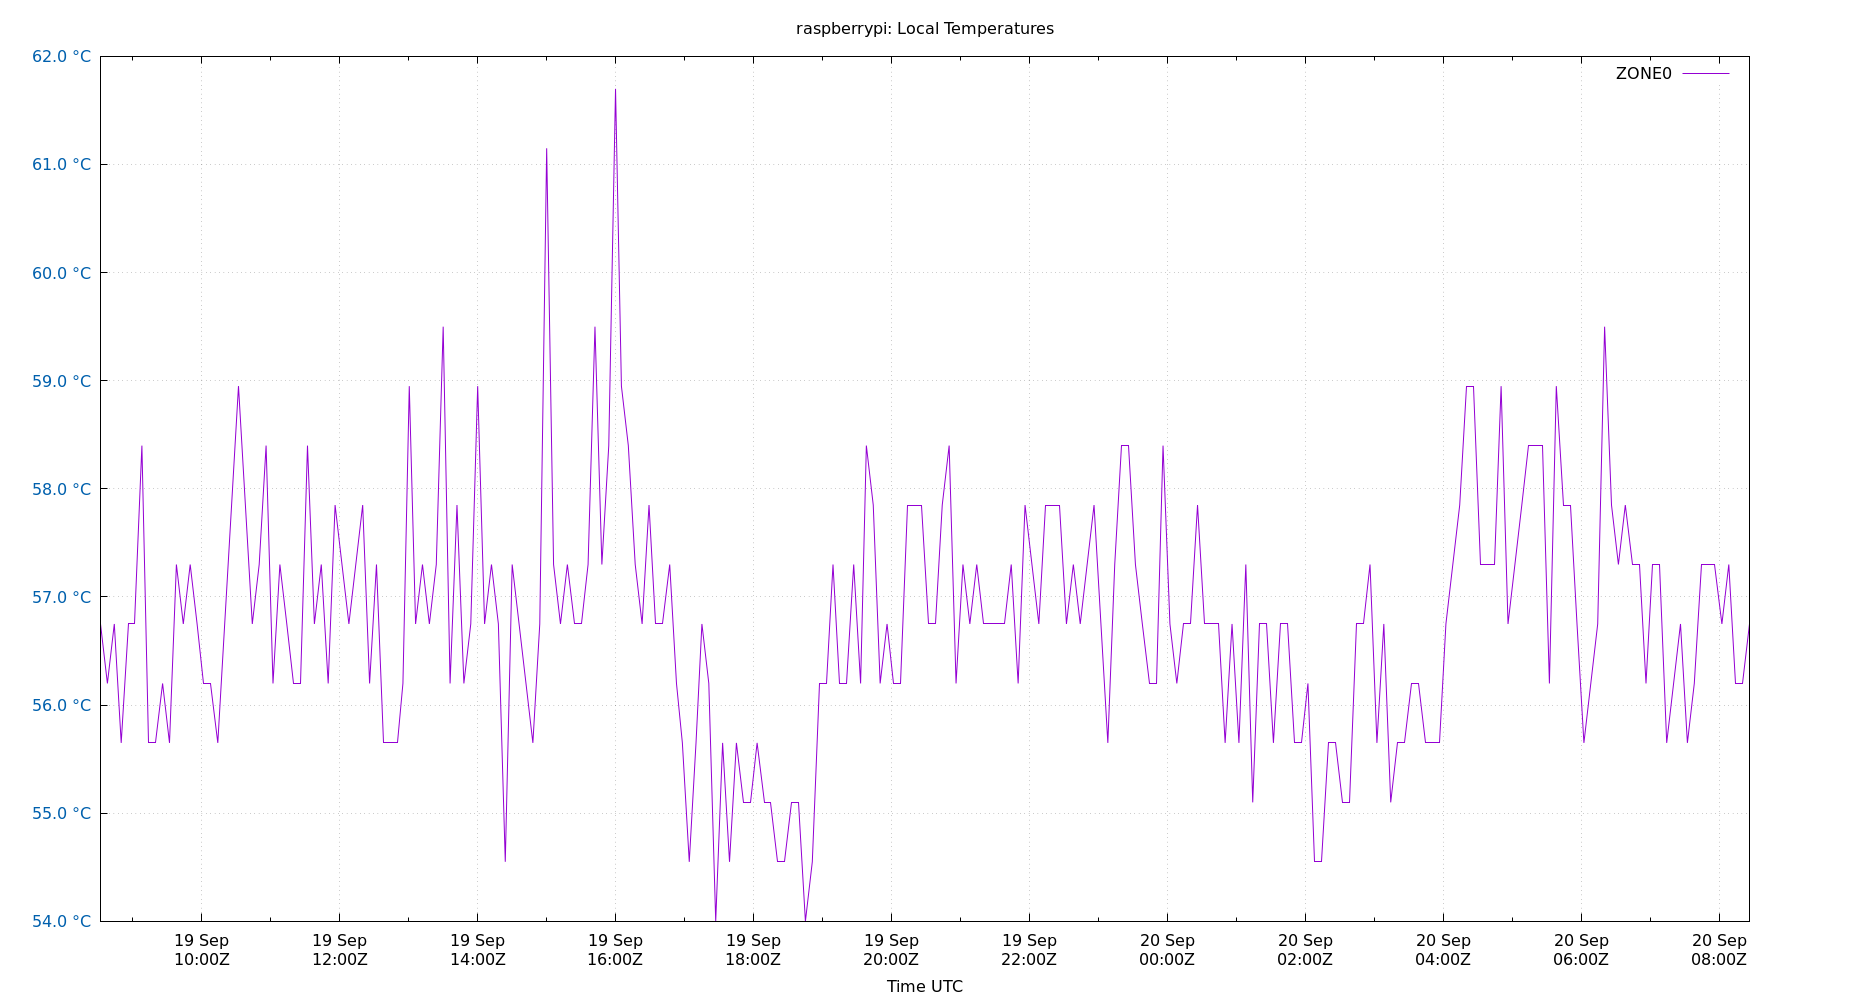 raspberrypi: Local Temperatures
62.0 °C
ZONE0
61.0 °C
60.0 °C
59.0 °C
58.0 °C
57.0 °C
56.0 °C
55.0 °C
54.0 °C
19 Sep 19 Sep 19 Sep 19 Sep 19 Sep 19 Sep 19 Sep 20 Sep 20 Sep 20 Sep 20 Sep 20 Sep
10:00Z 12:00Z 14:00Z 16:00Z 18:00Z 20:00Z 22:00Z 00:00Z 02:00Z 04:00Z 06:00Z 08:00Z
Time UTC